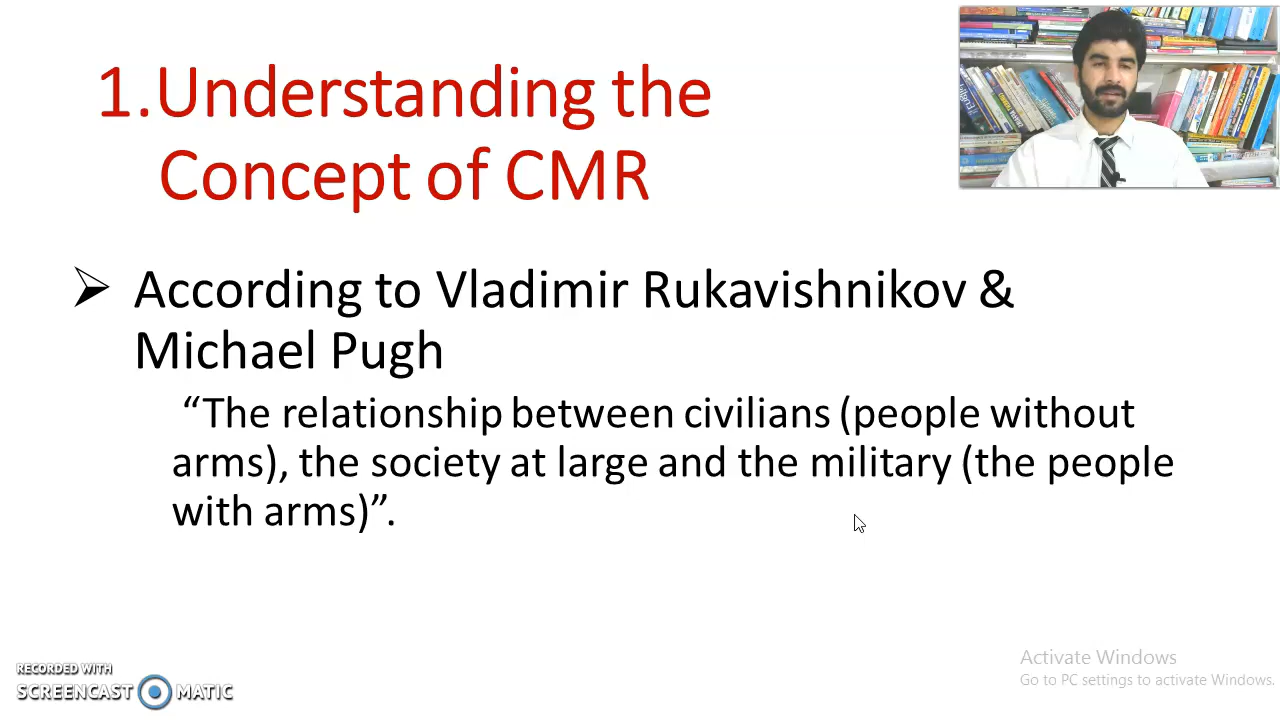 1.Understanding the
Concept of CMR
➢ According to Vladimir Rukavishnikov &
Michael Pugh
“The relationship between civilians (people without
arms), the society at large and the military (the people
with arms)”.
Activate Windows
Go to PC settings to activate Windows.
RECORDED WITH
SCREENCAST MATIC